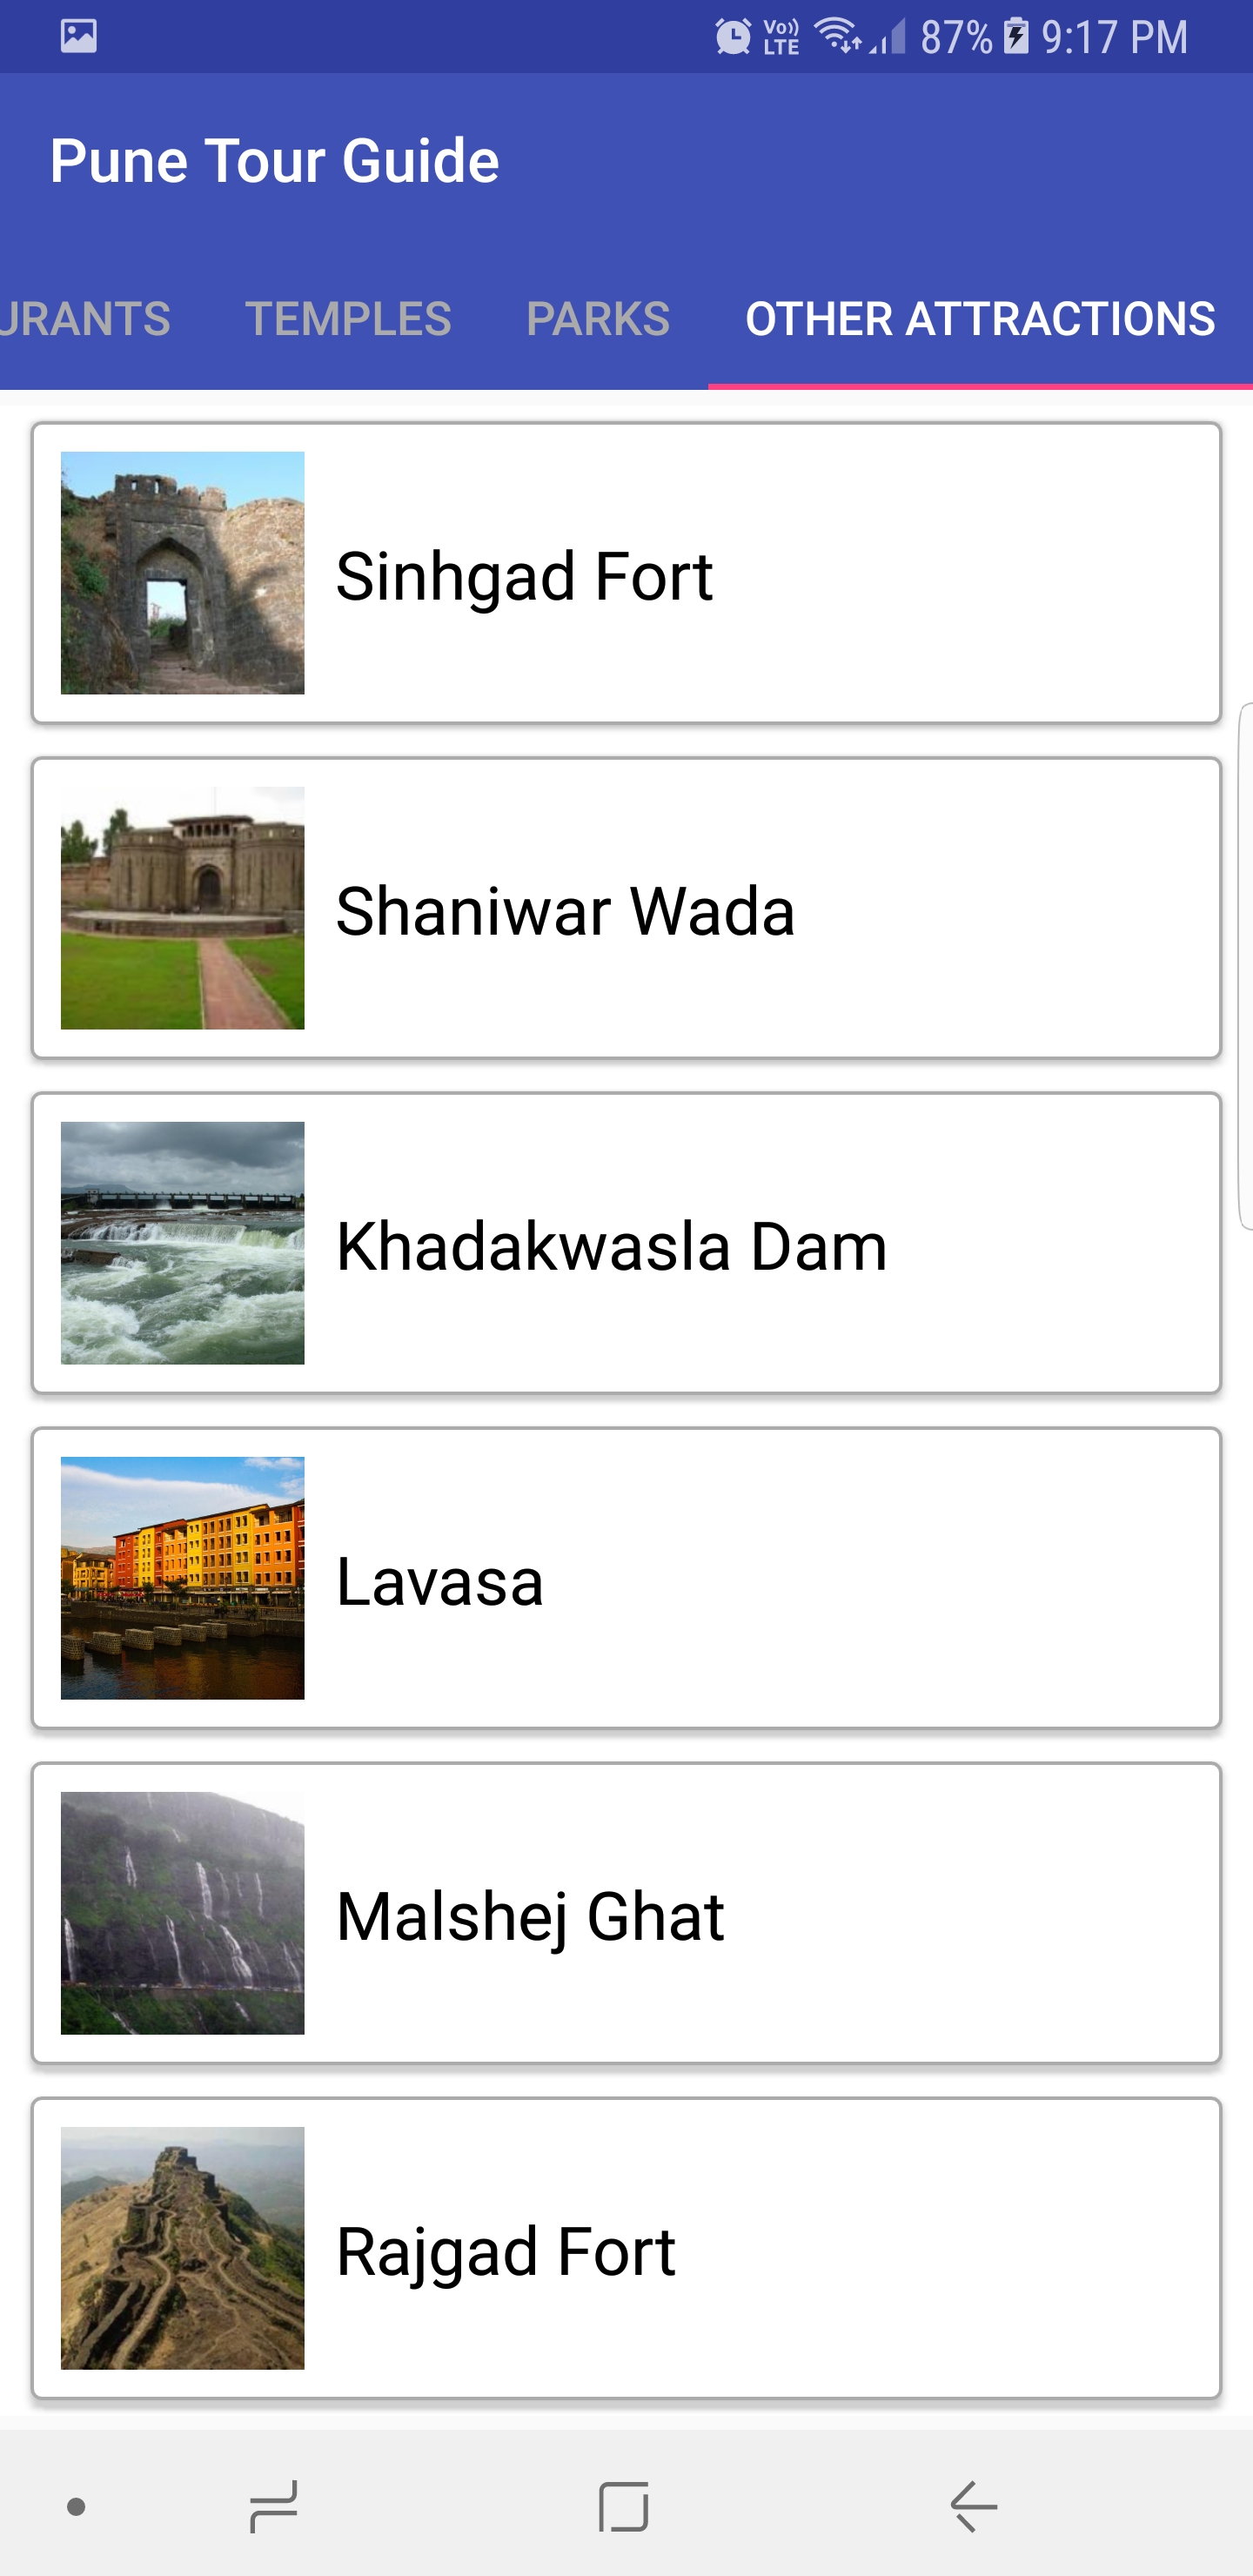 Vo)) LTE 87% 9:17 PM
Pune Tour Guide
URANTS TEMPLES PARKS OTHER ATTRACTIONS
Sinhgad Fort
Shaniwar Wada
Khadakwasla Dam
Lavasa
Malshej Ghat
Rajgad Fort